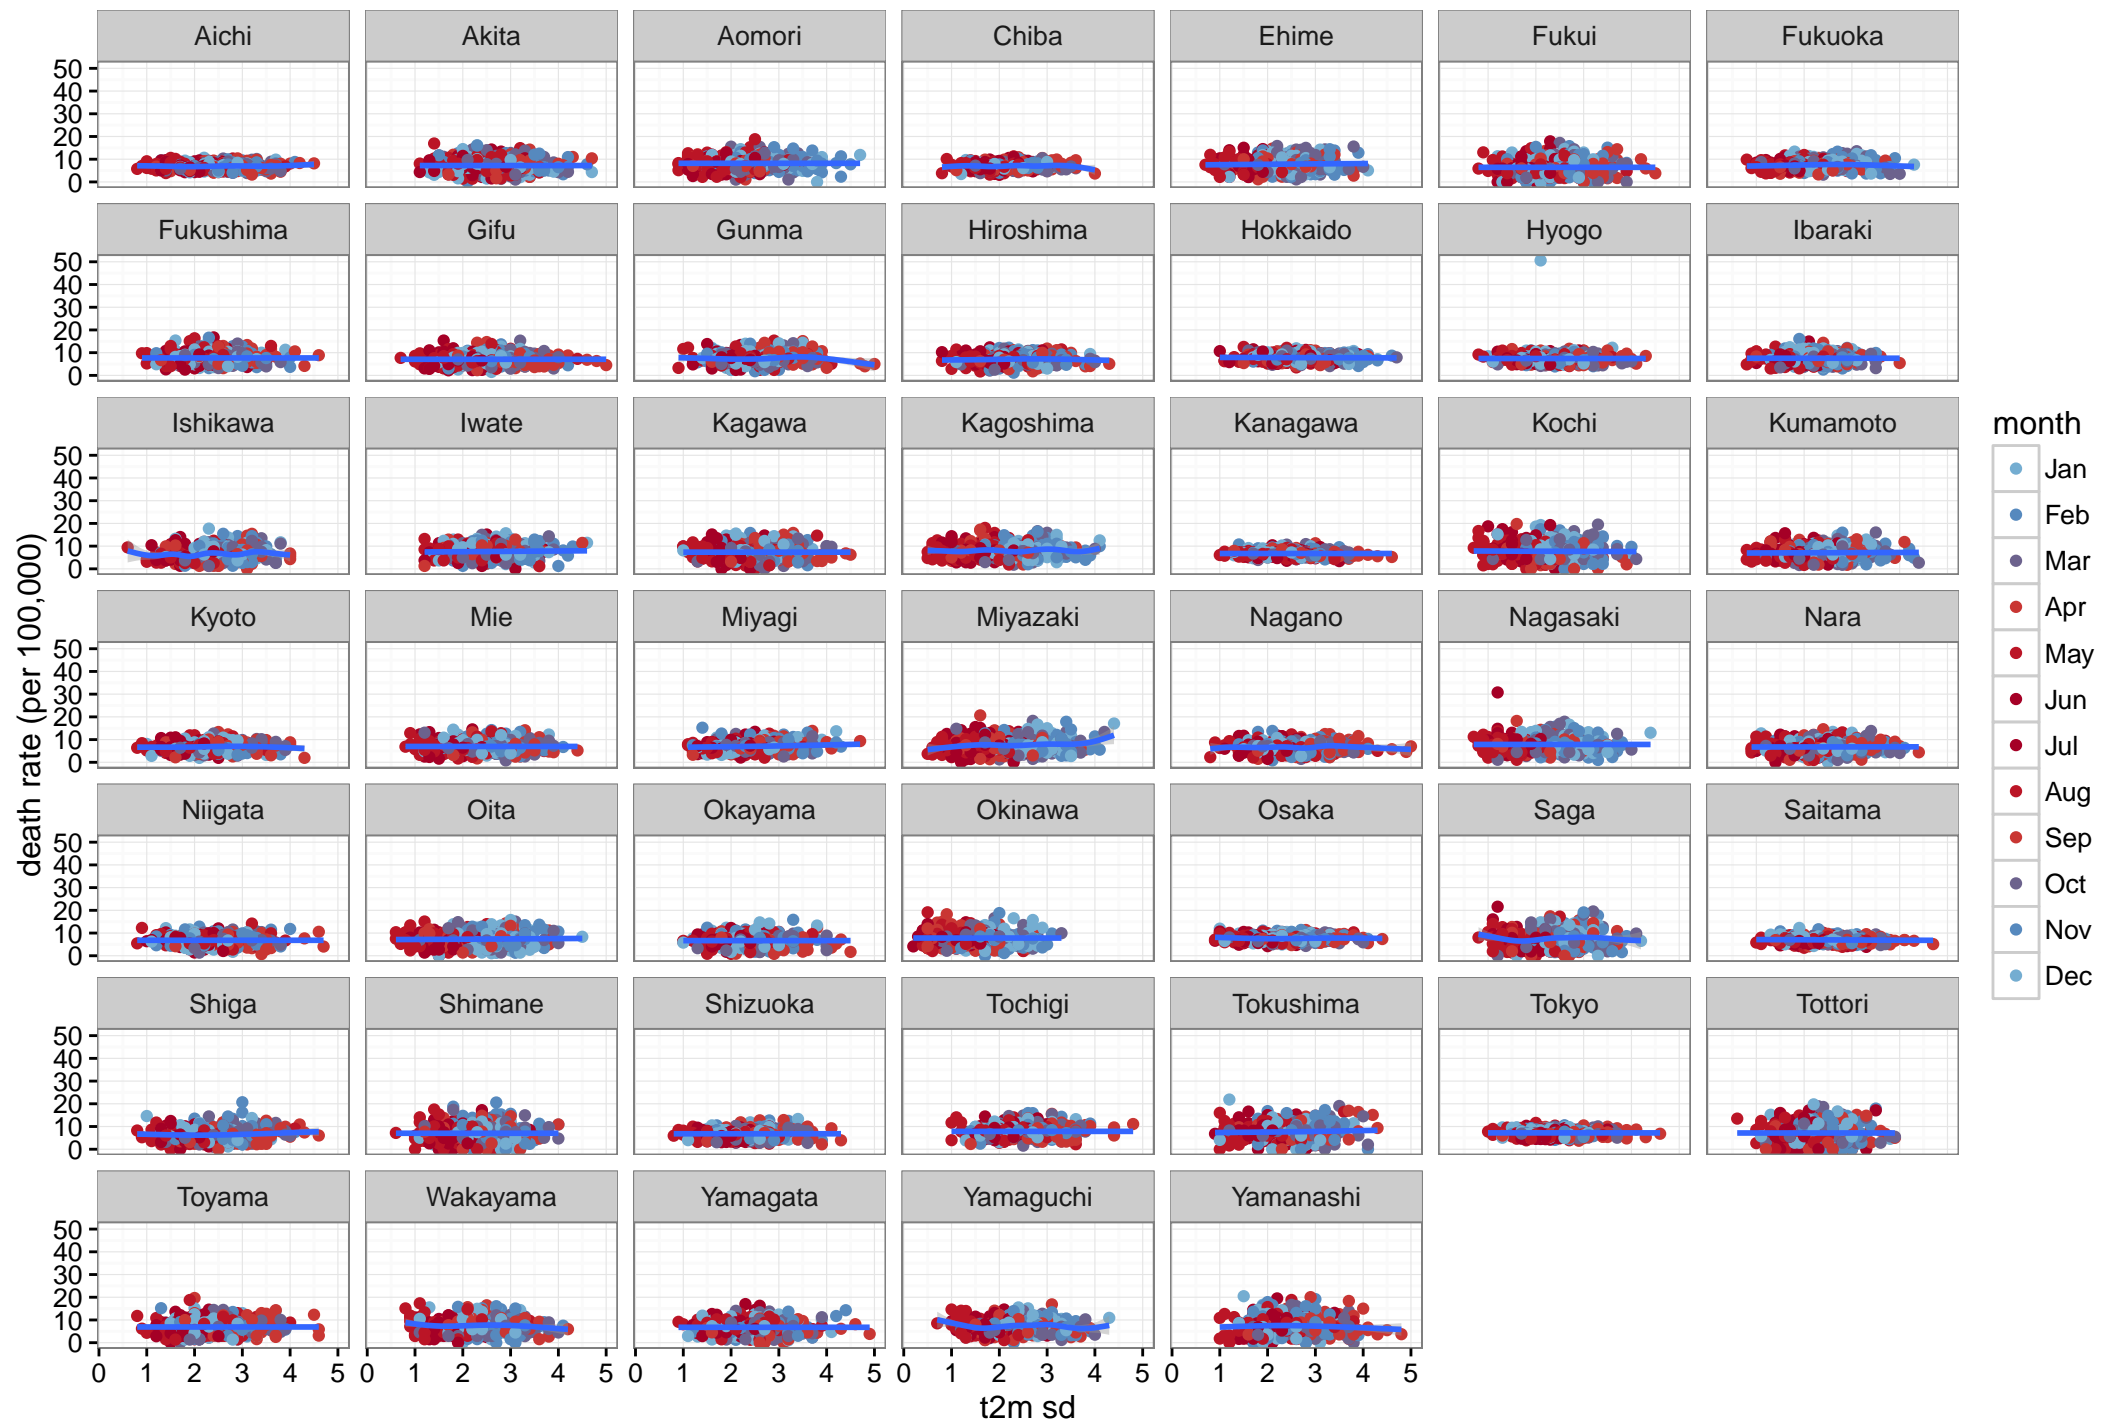 Aichi Akita Aomori Chiba Ehime Fukui Fukuoka
50
40
30
20
10
0
Fukushima Gifu Gunma Hiroshima Hokkaido Hyogo Ibaraki
50
40
30
20
10
0
Ishikawa Iwate Kagawa Kagoshima Kanagawa Kochi Kumamoto
50
40
30
20
10
0
Kyoto Mie Miyagi Miyazaki Nagano Nagasaki Nara
50
40
30
20
10
0
Niigata Oita Okayama Okinawa Osaka Saga Saitama
50
40
30
20
10
0
Shiga Shimane Shizuoka Tochigi Tokushima Tokyo Tottori
50
40
30
20
10
0
Toyama Wakayama Yamagata Yamaguchi Yamanashi
50
40
30
20
10
0
0 1 2 3 4 5 0 1 2 3 4 5 0 1 2 3 4 5 0 1 2 3 4 5 0 1 2 3 4 5
t2m sd
death rate (per 100,000)
month
Jan
Feb
Mar
Apr
May
Jun
Jul
Aug
Sep
Oct
Nov
Dec